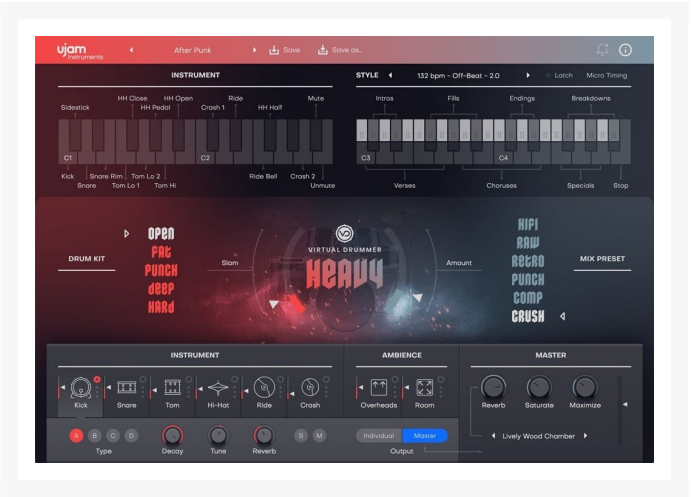 ujam
instruments
After Punk
Save
Save as..
INSTRUMENT
STYLE
132 bpm - Off-Beat - 2.0
Latch
Micro Timing
HH Close
HH Open
Ride
Mute
Sidestick
HH Pedal
Crash 1
HH Half
Intros
Fills
Endings
Breakdowns
C1
C2
C3
C4
Kick
Snare Rim
Tom Lo 2
Ride Bell
Crash 2
Snare
Tom Lo 1
Tom Hi
Unmute
Verses
Choruses
Specials
Stop
DRUM KIT
OPEN
FAT
PUNCH
DEEP
HARD
Slam
VD
VIRTUAL DRUMMER
HEAVY
Amount
HIFI
RAW
RETRO
PUNCH
COMP
CRUSH
MIX PRESET
INSTRUMENT
AMBIENCE
MASTER
Kick
Snare
Tom
Hi-Hat
Ride
Crash
Overheads
Room
Reverb
Saturate
Maximize
A
B
C
D
S
M
Individual
Master
Lively Wood Chamber
Type
Decay
Tune
Reverb
Output